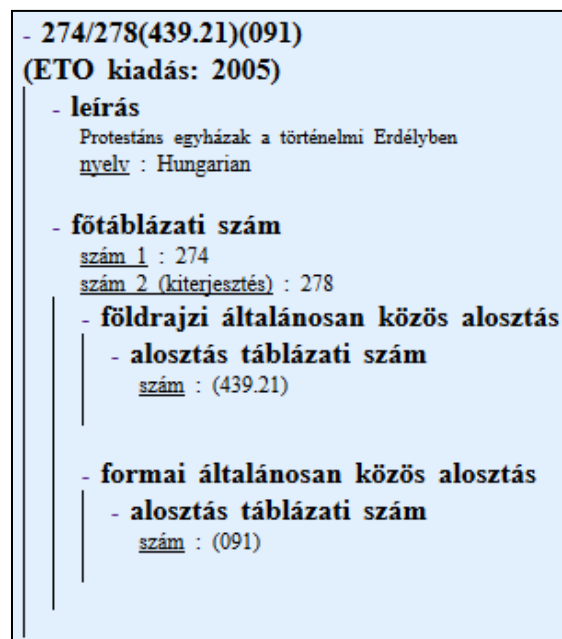 - 274/278(439.21)(091)
(ETO kiadás: 2005)
- leírás
Protestáns egyházak a történelmi Erdélyben
nyelv : Hungarian
- főtáblázati szám
szám 1 : 274
szám 2 (kiterjesztés) : 278
- földrajzi általánosan közös alosztás
- alosztás táblázati szám
szám : (439.21)
- formai általánosan közös alosztás
- alosztás táblázati szám
szám : (091)